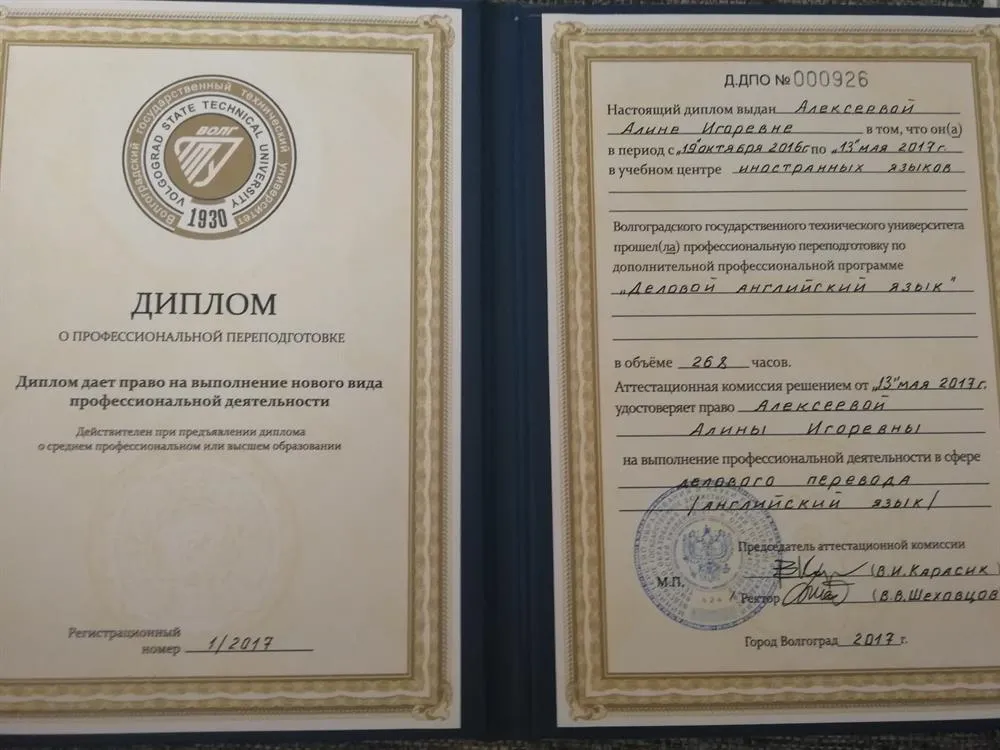 Волгоградский государственный технический университет
VOLGOGRAD STATE TECHNICAL UNIVERSITY
ВОЛГ
ТУ
1930
ДИПЛОМ
О ПРОФЕССИОНАЛЬНОЙ ПЕРЕПОДГОТОВКЕ
Диплом дает право на выполнение нового вида
профессиональной деятельности
Действителен при предъявлении диплома
о среднем профессиональном или высшем образовании
Регистрационный
номер 1/2017
Д.ДПО № 000926
Настоящий диплом выдан Алексеевой
Алине Игоревне в том, что он(а)
в период с „19 октября 2016г по „13" мая 2017г.
в учебном центре иностранных языков
Волгоградского государственного технического университета
прошел(ла) профессиональную переподготовку по
дополнительной профессиональной программе
„Деловой английский язык"
в объёме 268 часов.
Аттестационная комиссия решением от „13" мая 2017г.
удостоверяет право Алексеевой
Алины Игоревны
на выполнение профессиональной деятельности в сфере
делового перевода
/английский язык/
Председатель аттестационной комиссии
(В.И.Карасик)
М.П.
Ректор (В.В.Шеховцов
Город Волгоград 2017 г.